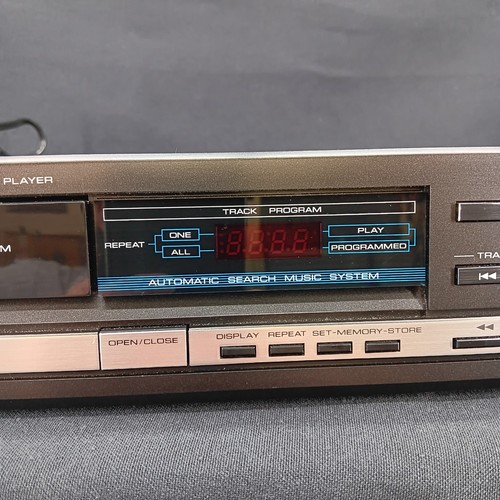 PLAYER
TRACK PROGRAM
REPEAT
ONE
ALL
PLAY
PROGRAMMED
AUTOMATIC SEARCH MUSIC SYSTEM
OPEN/CLOSE
DISPLAY REPEAT SET-MEMORY-STORE